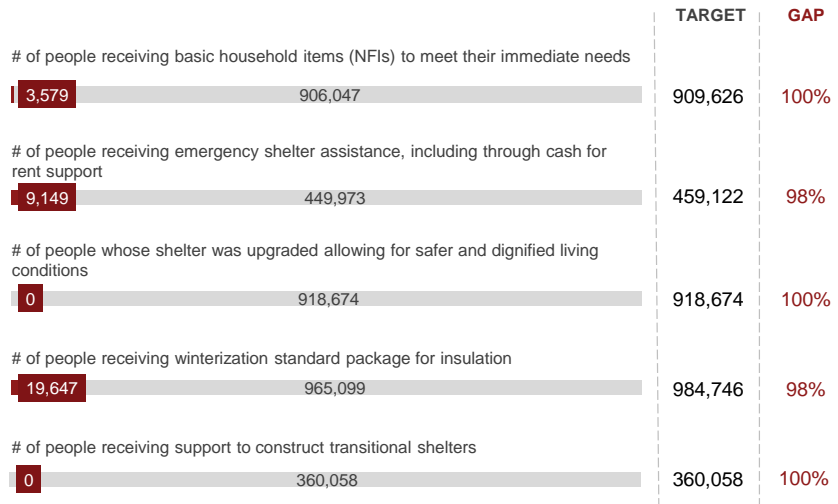 TARGET GAP
# of people receiving basic household items (NFIs) to meet their immediate needs
3,579 906,047 909,626 100%
# of people receiving emergency shelter assistance, including through cash for
rent support
9,149 449,973 459,122 98%
# of people whose shelter was upgraded allowing for safer and dignified living
conditions
0 918,674 918,674 100%
# of people receiving winterization standard package for insulation
19,647 965,099 984,746 98%
# of people receiving support to construct transitional shelters
0 360,058 360,058 100%